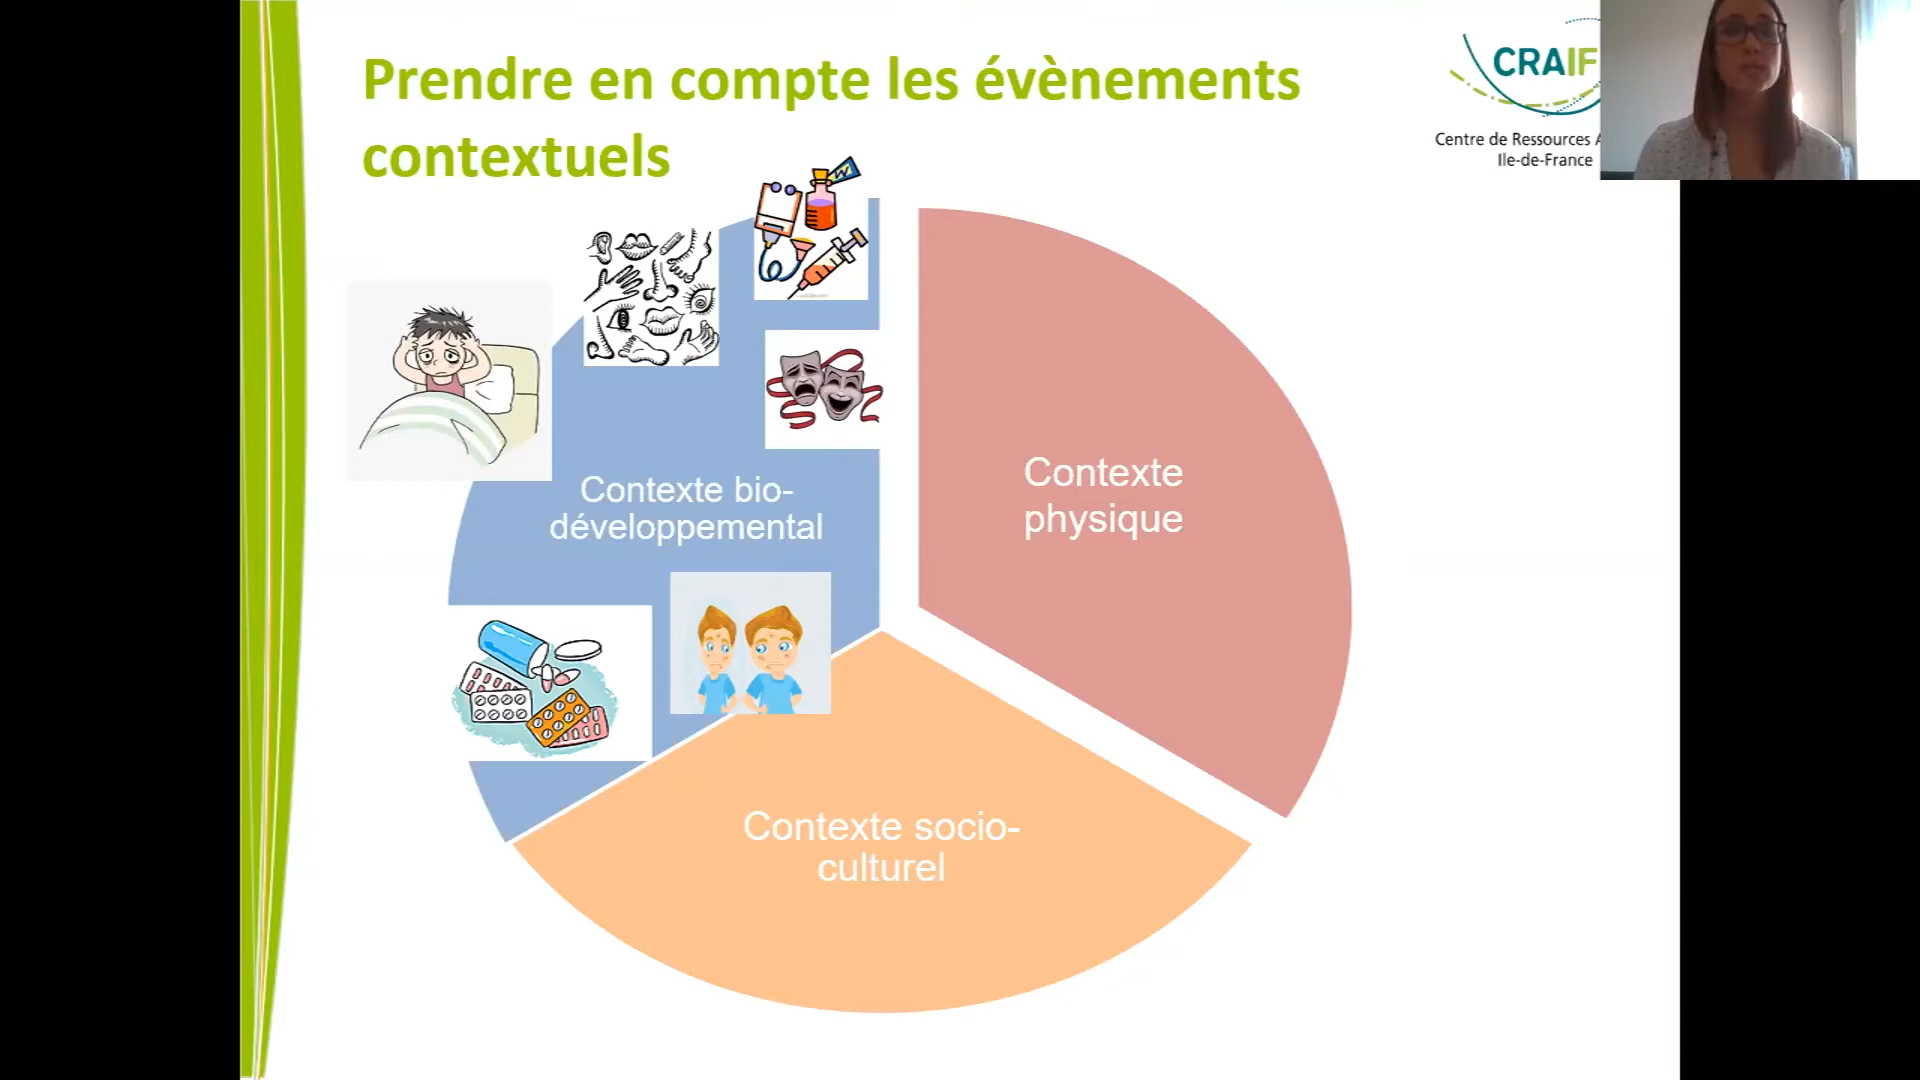 Prendre en compte les évènements
contextuels
CRAIF
Centre de Ressources
Ile-de-France
Contexte
physique
Contexte bio-
développemental
Contexte socio-
culturel